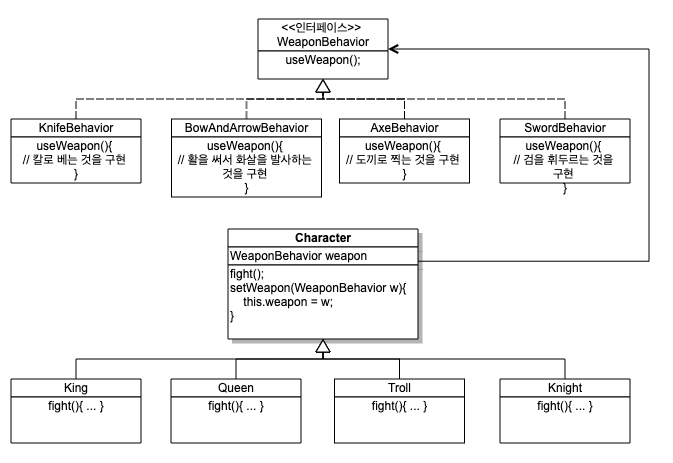 <<인터페이스>>
WeaponBehavior
useWeapon();
KnifeBehavior
useWeapon(){
// 칼로 베는 것을 구현
}
BowAndArrowBehavior
useWeapon(){
// 활을 써서 화살을 발사하는
것을 구현
}
AxeBehavior
useWeapon(){
// 도끼로 찍는 것을 구현
}
SwordBehavior
useWeapon(){
// 검을 휘두르는 것을
구현
}
Character
WeaponBehavior weapon
fight();
setWeapon(WeaponBehavior w){
this.weapon = w;
}
King
fight(){ ... }
Queen
fight(){ ... }
Troll
fight(){ ... }
Knight
fight(){ ... }